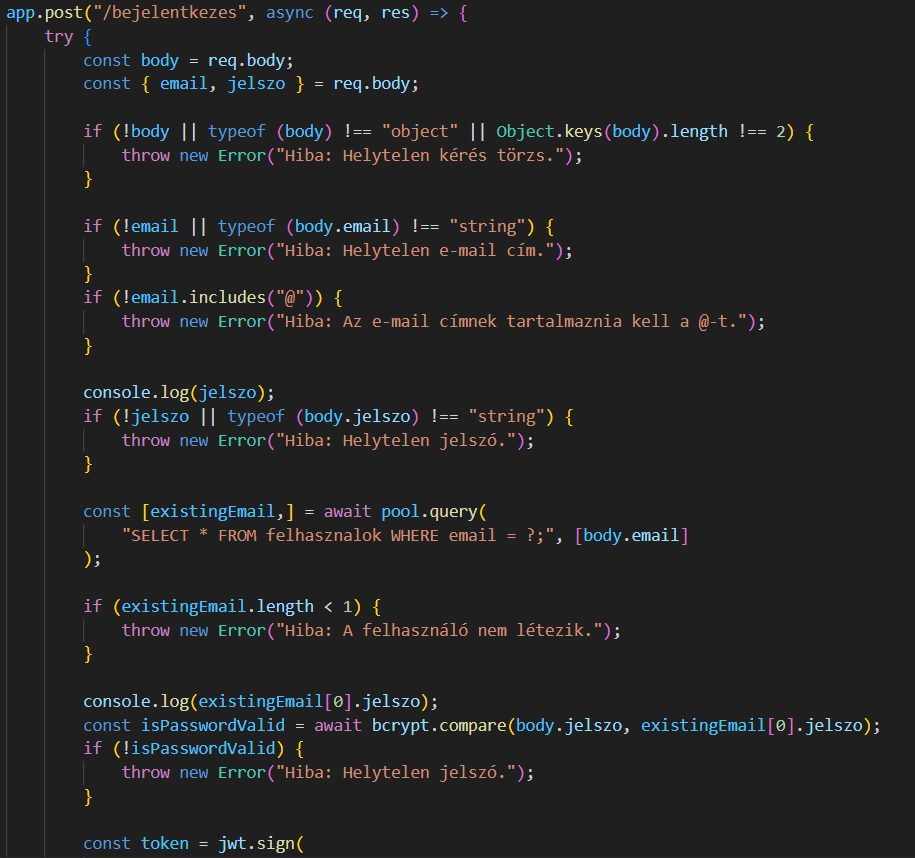 app.post("/bejelentkezes", async (req, res) => {
    try {
        const body = req.body;
        const { email, jelszo } = req.body;

        if (!body || typeof (body) !== "object" || Object.keys(body).length !== 2) {
            throw new Error("Hiba: Helytelen kérés törzs.");
        }

        if (!email || typeof (body.email) !== "string") {
            throw new Error("Hiba: Helytelen e-mail cím.");
        }
        if (!email.includes("@")) {
            throw new Error("Hiba: Az e-mail címnek tartalmaznia kell a @-t.");
        }

        console.log(jelszo);
        if (!jelszo || typeof (body.jelszo) !== "string") {
            throw new Error("Hiba: Helytelen jelszó.");
        }

        const [existingEmail,] = await pool.query(
            "SELECT * FROM felhasznalok WHERE email = ?;", [body.email]
        );

        if (existingEmail.length < 1) {
            throw new Error("Hiba: A felhasználó nem létezik.");
        }

        console.log(existingEmail[0].jelszo);
        const isPasswordValid = await bcrypt.compare(body.jelszo, existingEmail[0].jelszo);
        if (!isPasswordValid) {
            throw new Error("Hiba: Helytelen jelszó.");
        }

        const token = jwt.sign(